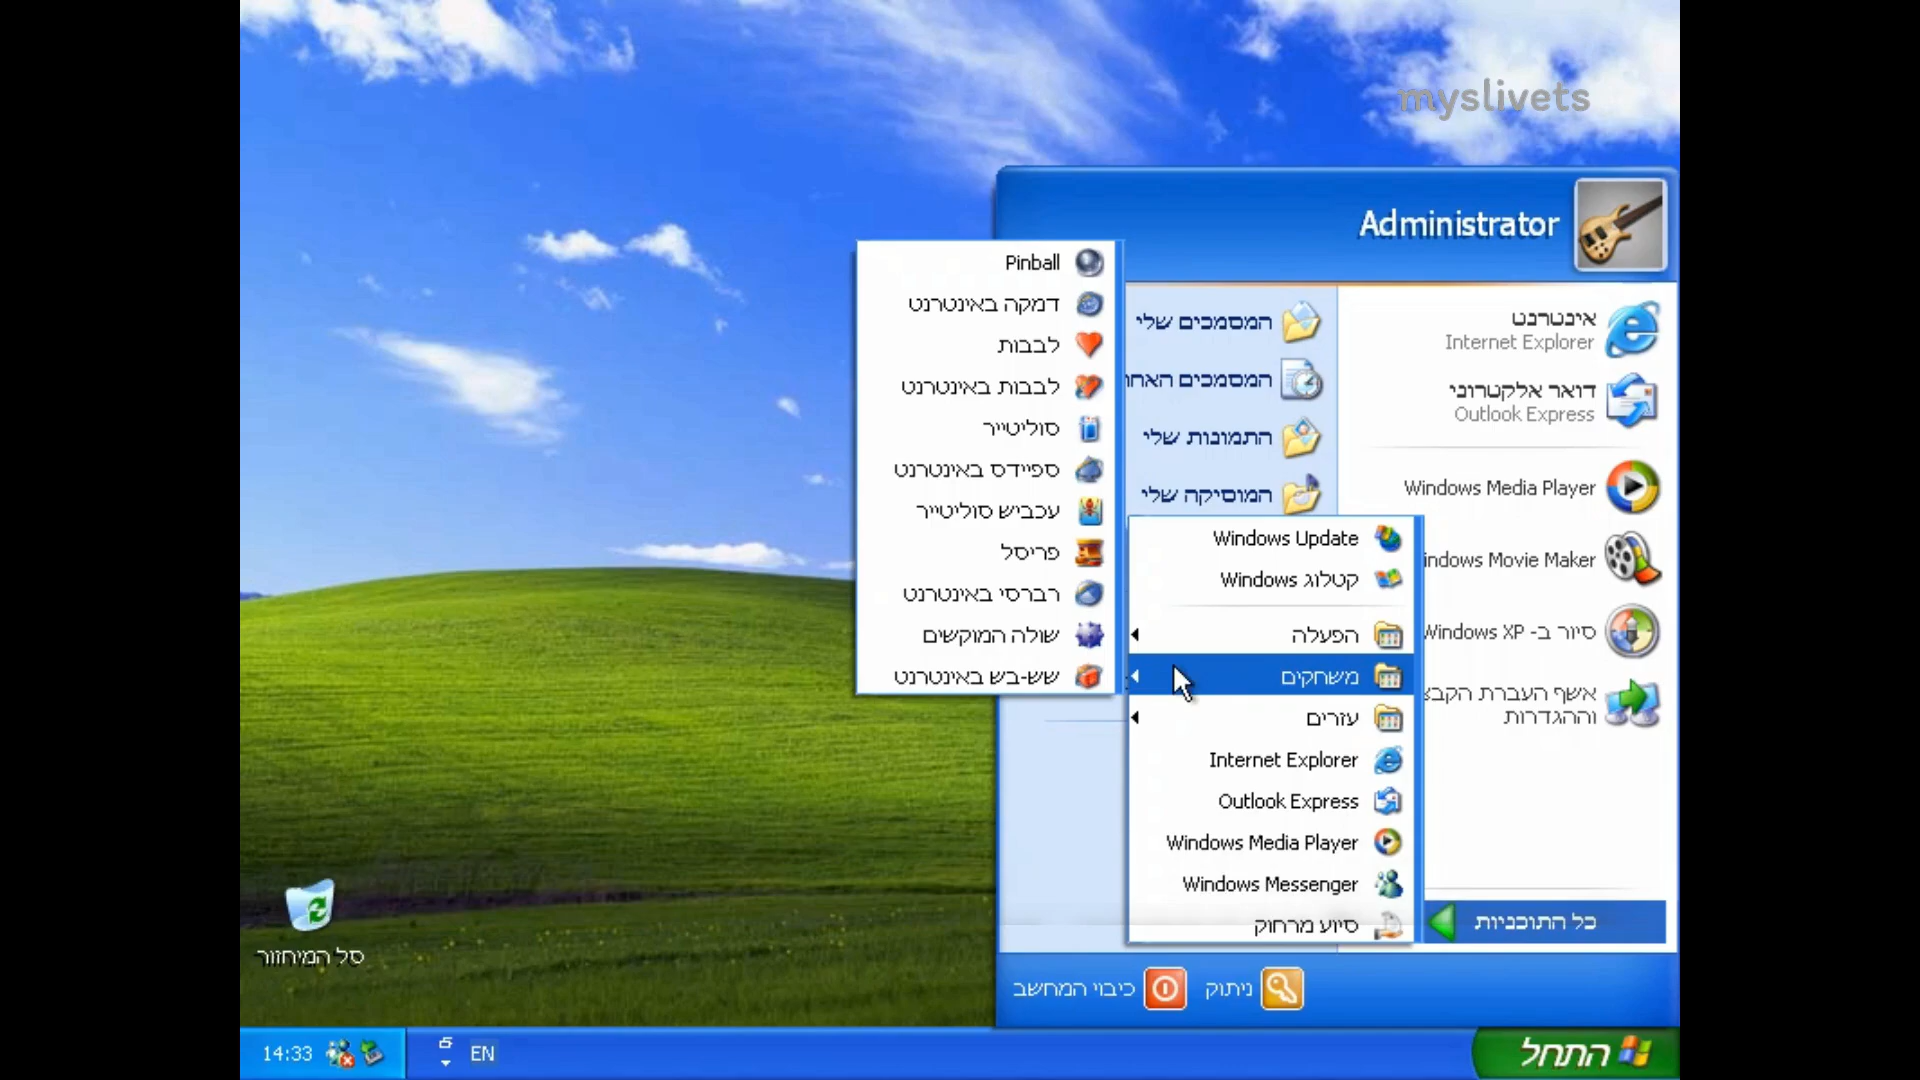 myslivets
Administrator
אינטרנט
Internet Explorer
דואר אלקטרוני
Outlook Express
Windows Media Player
indows Movie Maker
סיור ב- Windows XP
אשף העברת הקבצ
וההגדרות
כל התוכניות
המסמכים שלי
המסמכים האחר
התמונות שלי
המוסיקה שלי
Windows Update
קטלוג Windows
הפעלה
משחקים
עזרים
Internet Explorer
Outlook Express
Windows Media Player
Windows Messenger
סיוע מרחוק
Pinball
דמקה באינטרנט
לבבות
לבבות באינטרנט
סוליטייר
ספיידס באינטרנט
עכביש סוליטייר
פריסל
רברסי באינטרנט
שולה המוקשים
שש-בש באינטרנט
ניתוק
כיבוי המחשב
סל המיחזור
התחל
EN
14:33